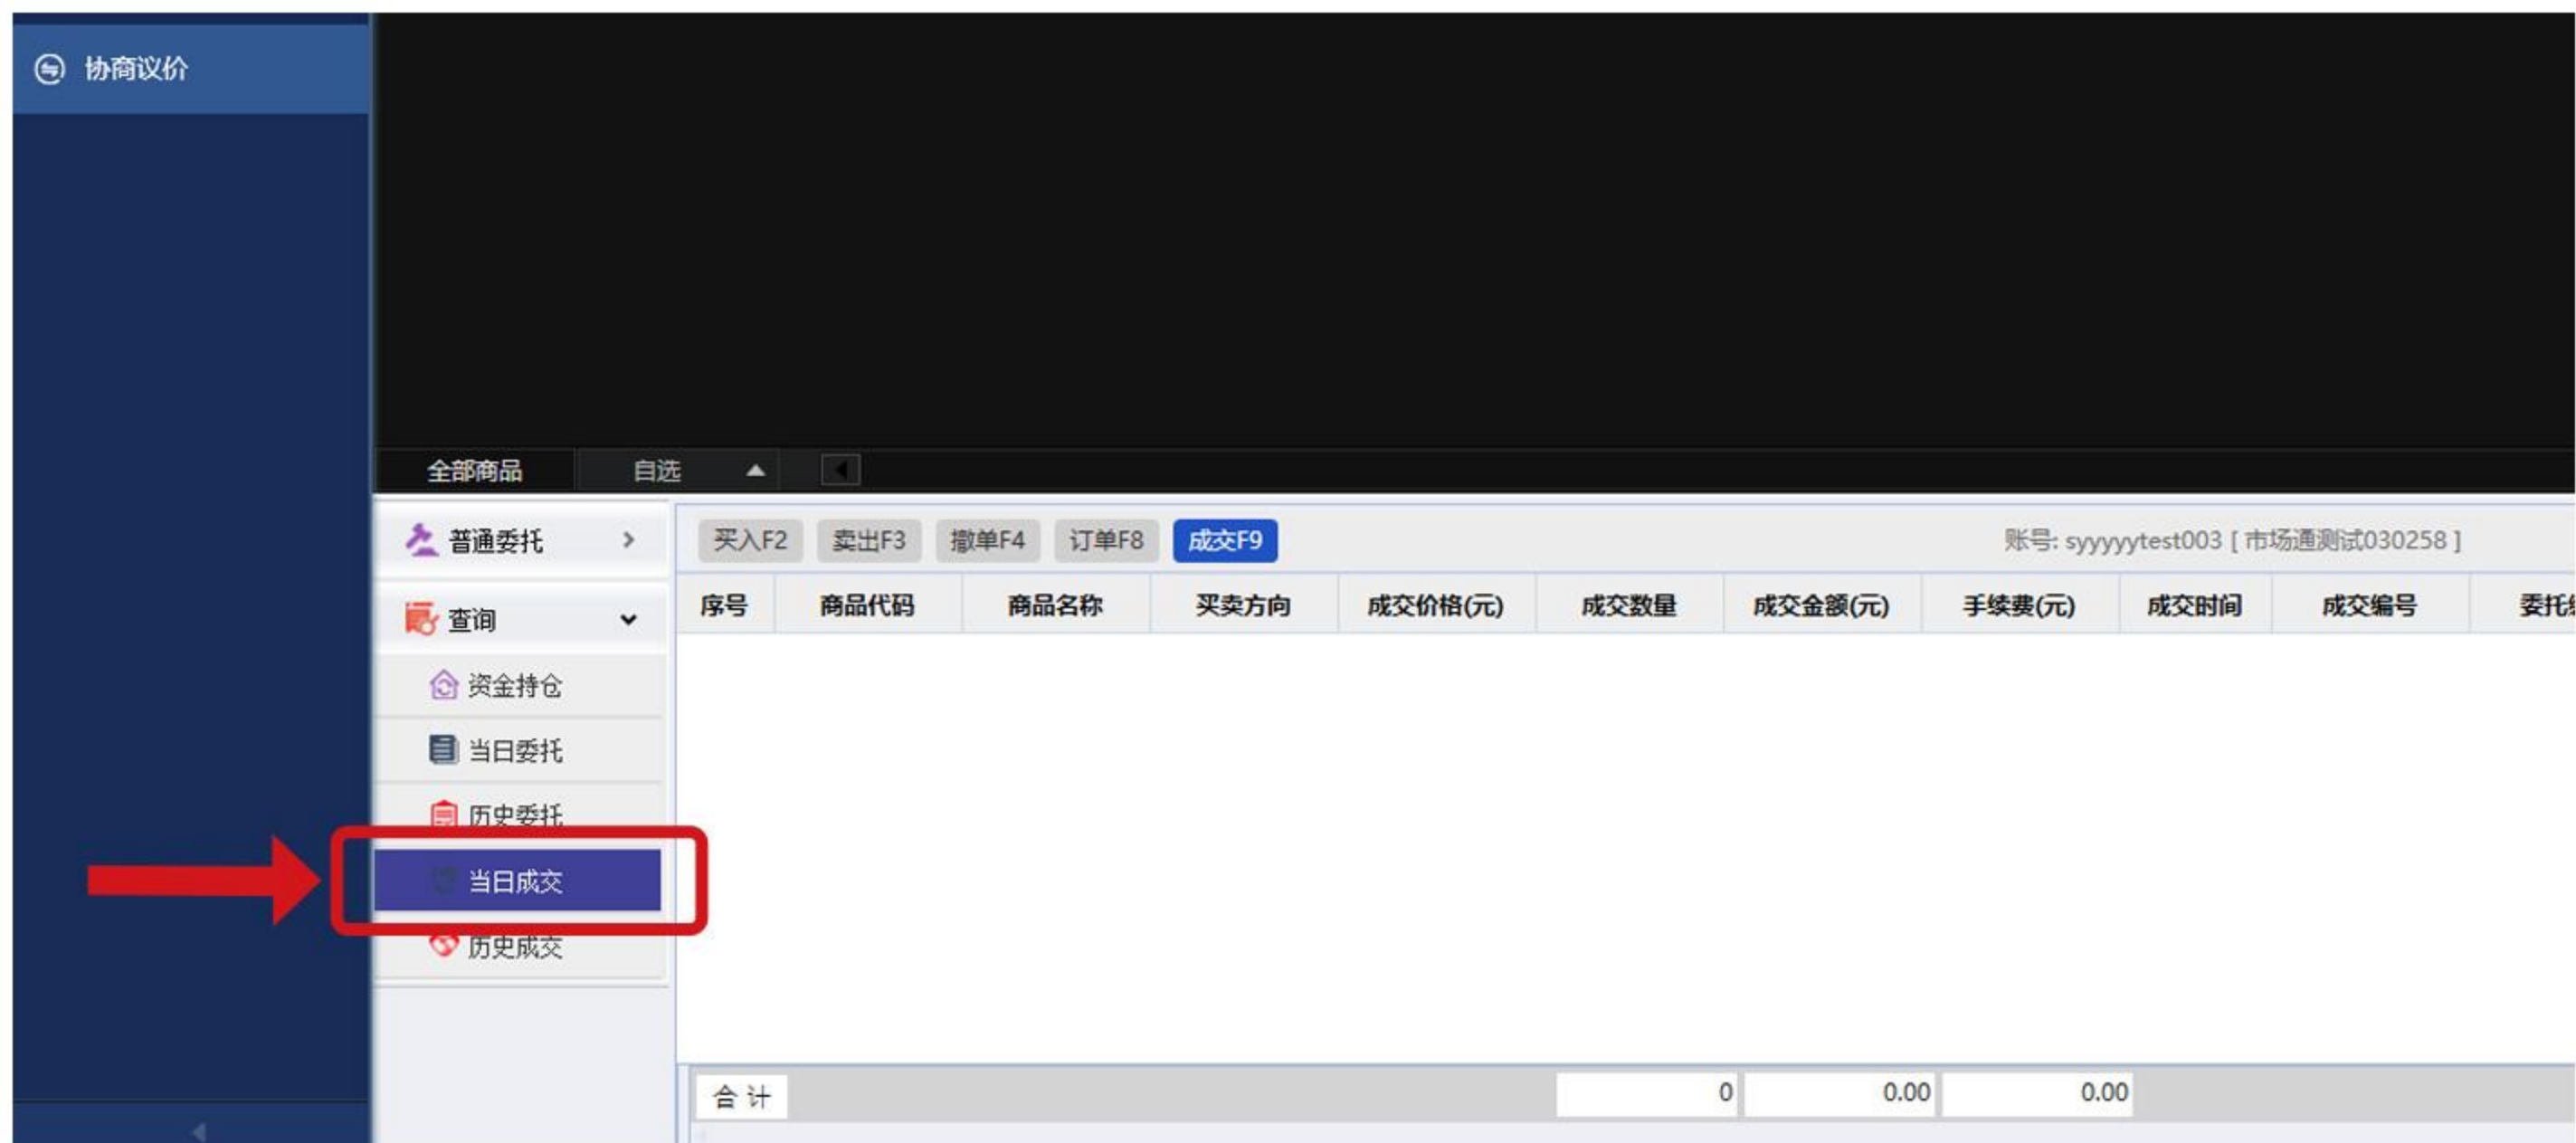 协商议价
全部商品 自选
普通委托
买入F2 卖出F3 撤单F4 订单F8 成交F9 账号: syyyyytest003 [ 市场通测试030258 ]
序号 商品代码 商品名称 买卖方向 成交价格(元) 成交数量 成交金额(元) 手续费(元) 成交时间 成交编号 委托
查询
资金持仓
当日委托
历史委托
当日成交
历史成交
合计 0 0.00 0.00